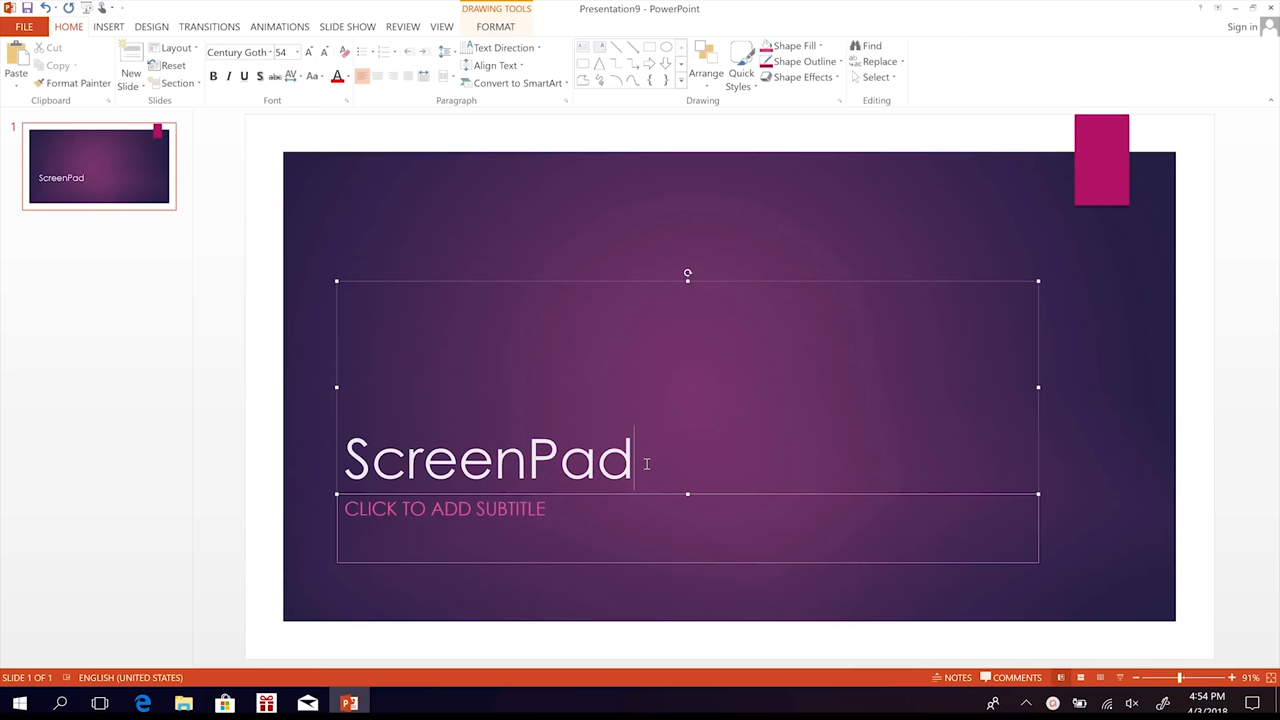 DRAWING TOOLS
Presentation9 - PowerPoint
FILE HOME INSERT DESIGN TRANSITIONS ANIMATIONS SLIDE SHOW REVIEW VIEW FORMAT
Sign in
Paste
Cut
Copy
Format Painter
Clipboard
New
Slide
Layout
Reset
Section
Slides
Century Goth 54
B I U S abc AV Aa A
Font
Text Direction
Align Text
Convert to SmartArt
Paragraph
Arrange
Quick
Styles
Shape Fill
Shape Outline
Shape Effects
Drawing
Find
Replace
Select
Editing
1
ScreenPad
ScreenPad
CLICK TO ADD SUBTITLE
SLIDE 1 OF 1 ENGLISH (UNITED STATES)
NOTES COMMENTS 91%
4:54 PM
4/3/2018